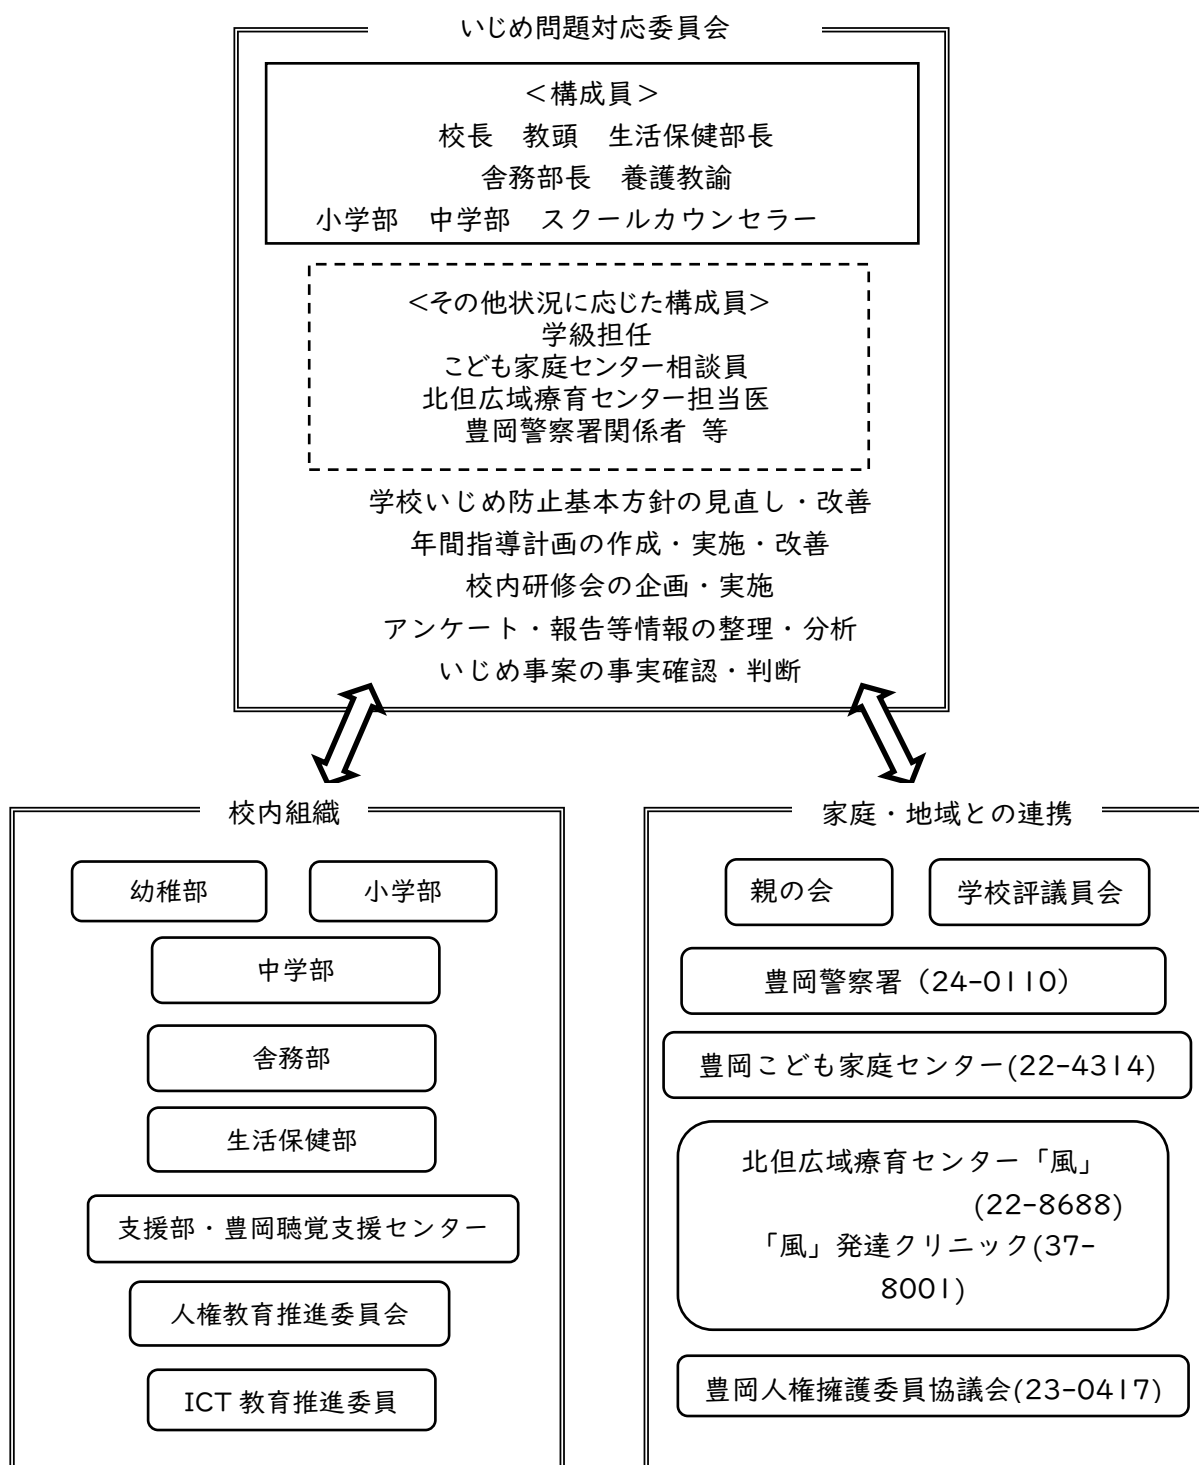 いじめ問題対応委員会
＜構成員＞
校長　教頭　生活保健部長
舎務部長　養護教諭
小学部　中学部　スクールカウンセラー
＜その他状況に応じた構成員＞
学級担任
こども家庭センター相談員
北但広域療育センター担当医
豊岡警察署関係者 等
学校いじめ防止基本方針の見直し・改善
年間指導計画の作成・実施・改善
校内研修会の企画・実施
アンケート・報告等情報の整理・分析
いじめ事案の事実確認・判断
校内組織
幼稚部
小学部
中学部
舎務部
生活保健部
支援部・豊岡聴覚支援センター
人権教育推進委員会
ICT 教育推進委員
家庭・地域との連携
親の会
学校評議員会
豊岡警察署（24-0110）
豊岡こども家庭センター(22-4314)
北但広域療育センター「風」
(22-8688)
「風」発達クリニック(37-
8001)
豊岡人権擁護委員協議会(23-0417)